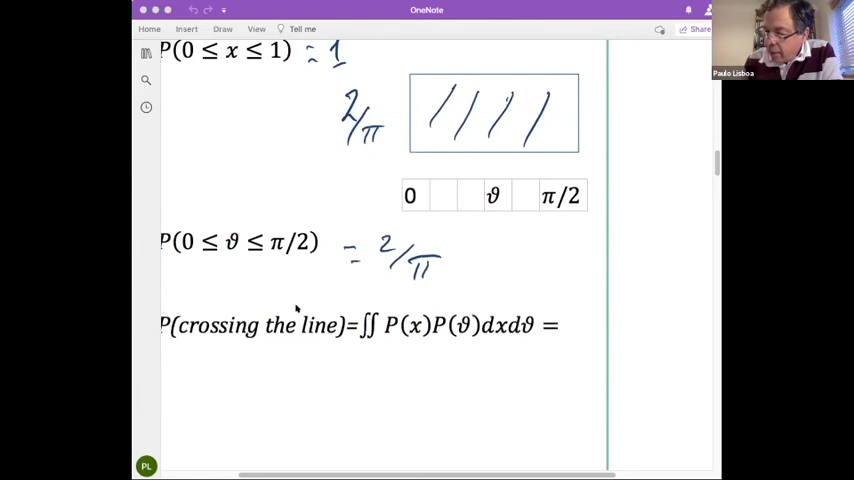 OneNote
Home Insert Draw View Tell me Share
P(0 ≤ x ≤ 1) = 1
2/π
0 ϑ π/2
P(0 ≤ ϑ ≤ π/2) = 2/π
P(crossing the line)=∬ P(x)P(ϑ)dxdϑ =
Paulo Lisboa
PL